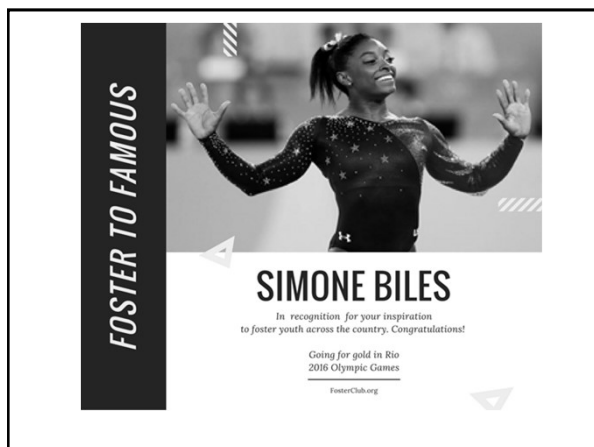 FOSTER TO FAMOUS
SIMONE BILES
In recognition for your inspiration
to foster youth across the country. Congratulations!
Going for gold in Rio
2016 Olympic Games
FosterClub.org